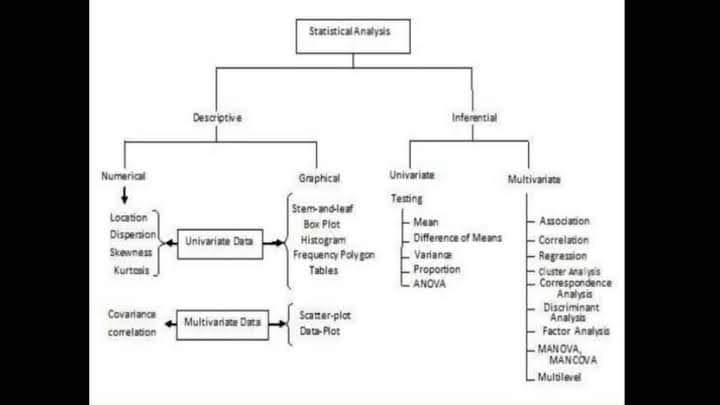 Statistical Analysis
Descriptive
Inferential
Numerical
Graphical
Univariate
Multivariate
Location
Dispersion
Skewness
Kurtosis
Univariate Data
Stem-and-leaf
Box Plot
Histogram
Frequency Polygon
Tables
Covariance
correlation
Multivariate Data
Scatter-plot
Data-Plot
Testing
Mean
Difference of Means
Variance
Proportion
ANOVA
Association
Correlation
Regression
Cluster Analysis
Correspondence
Analysis
Discriminant
Analysis
Factor Analysis
MANOVA,
MANCOVA
Multilevel